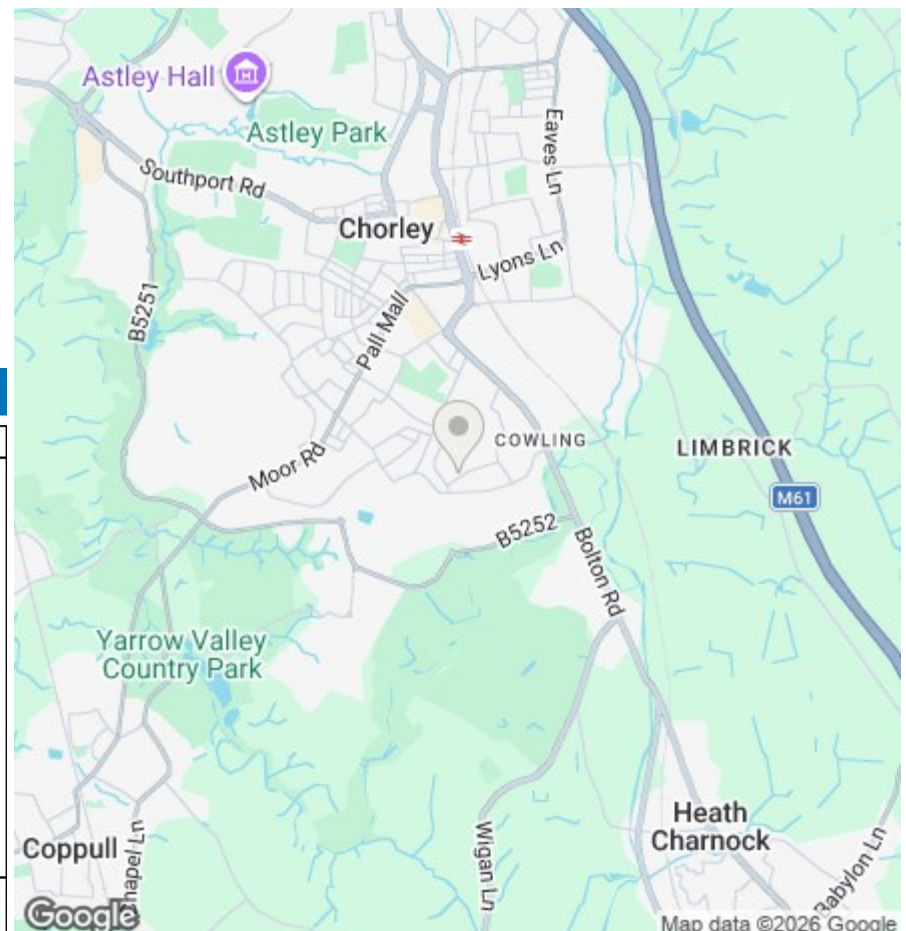 Astley Hall
Astley Park
Eaves Ln
Southport Rd
Chorley
Lyons Ln
B5251
Pall Mall
COWLING
LIMBRICK
Moor Rd
M61
B5252
Bolton Rd
Yarrow Valley
Country Park
Heath
Charnock
Wigan Ln
Coppull
hapel Ln
Babylon Ln
Google
Map data ©2026 Google